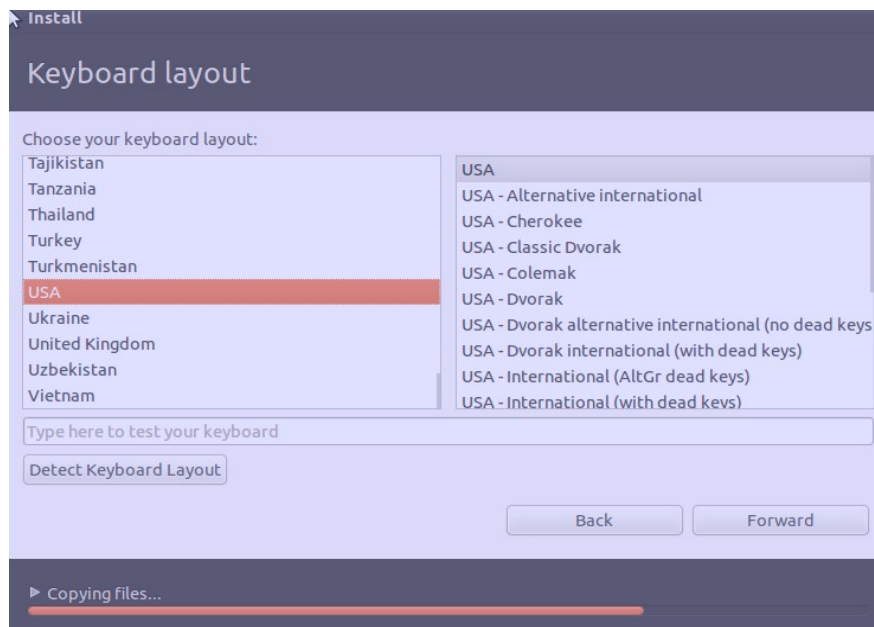 Install
Keyboard layout
Choose your keyboard layout:
Tajikistan
Tanzania
Thailand
Turkey
Turkmenistan
USA
Ukraine
United Kingdom
Uzbekistan
Vietnam
USA
USA - Alternative international
USA - Cherokee
USA - Classic Dvorak
USA - Colemak
USA - Dvorak
USA - Dvorak alternative international (no dead keys
USA - Dvorak international (with dead keys)
USA - International (AltGr dead keys)
USA - International (with dead keys)
Type here to test your keyboard
Detect Keyboard Layout
Back
Forward
Copying files...